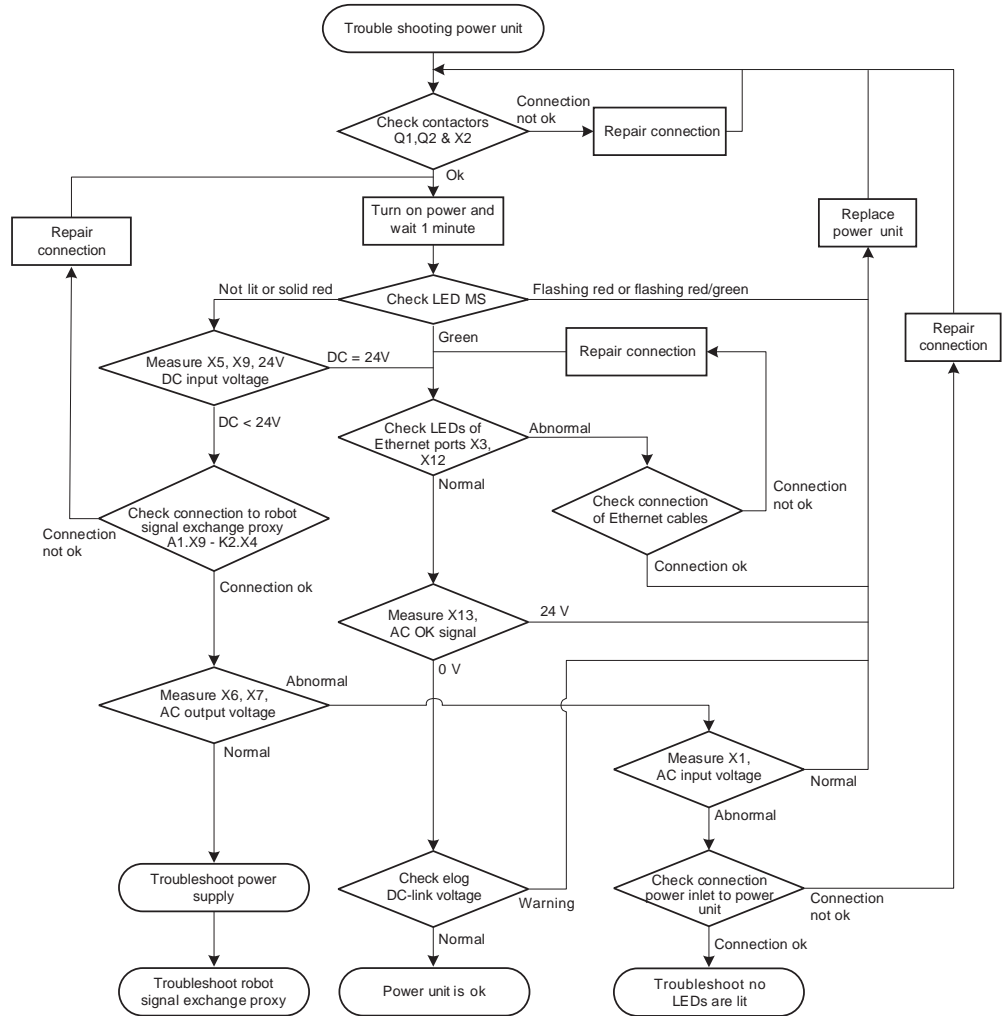 Trouble shooting power unit
Check contactors
Q1,Q2 & X2
Connection
not ok
Repair connection
Ok
Turn on power and
wait 1 minute
Repair
connection
Replace
power unit
Not lit or solid red
Check LED MS
Flashing red or flashing red/green
Green
Repair
connection
Measure X5, X9, 24V
DC input voltage
DC = 24V
Repair connection
DC < 24V
Check LEDs of
Ethernet ports X3,
X12
Abnormal
Normal
Check connection
of Ethernet cables
Connection
not ok
Check connection to robot
signal exchange proxy
A1.X9 - K2.X4
Connection
not ok
Connection ok
Connection ok
Measure X13,
AC OK signal
24 V
0 V
Measure X6, X7,
AC output voltage
Abnormal
Normal
Measure X1,
AC input voltage
Normal
Abnormal
Troubleshoot power
supply
Check elog
DC-link voltage
Warning
Normal
Check connection
power inlet to power
unit
Connection
not ok
Connection ok
Troubleshoot robot
signal exchange proxy
Power unit is ok
Troubleshoot no
LEDs are lit